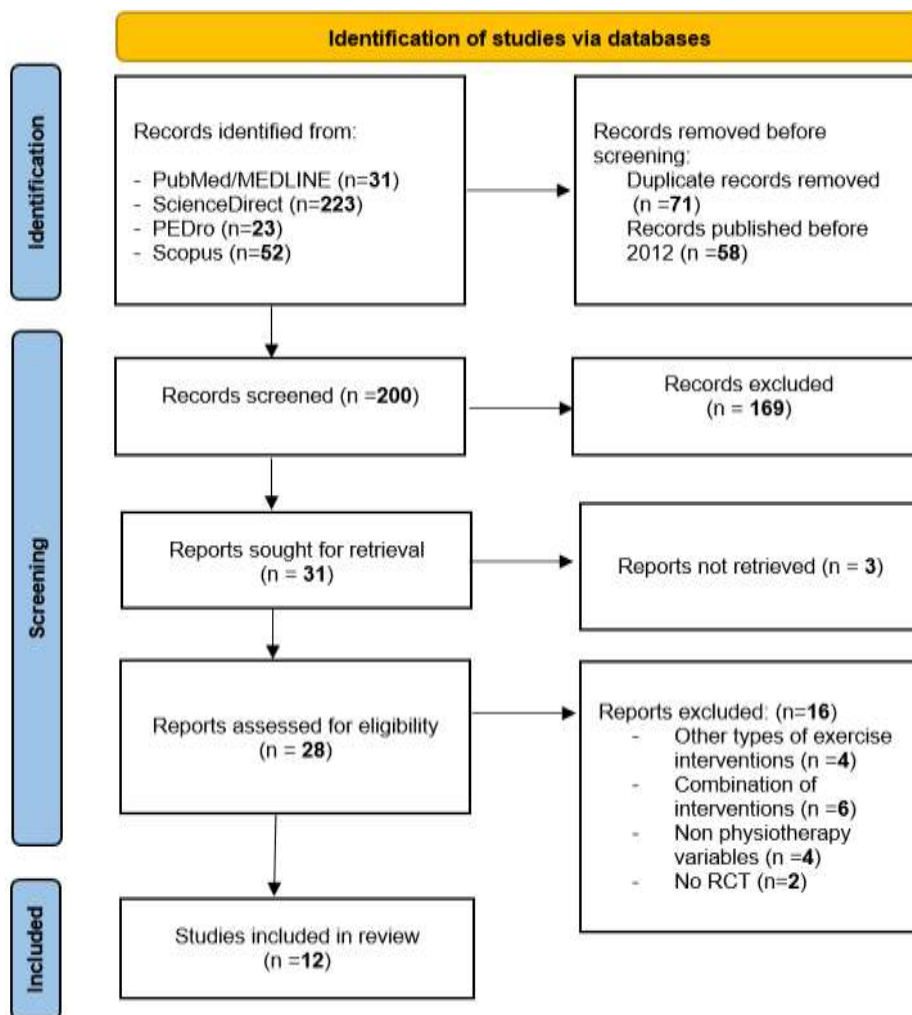 Identification of studies via databases
Identification
Records identified from:
- PubMed/MEDLINE (n=31)
- ScienceDirect (n=223)
- PEDro (n=23)
- Scopus (n=52)
Records removed before
screening:
Duplicate records removed
(n =71)
Records published before
2012 (n =58)
Screening
Records screened (n =200)
Records excluded
(n = 169)
Reports sought for retrieval
(n = 31)
Reports not retrieved (n = 3)
Reports assessed for eligibility
(n = 28)
Reports excluded: (n=16)
- Other types of exercise
interventions (n =4)
- Combination of
interventions (n =6)
- Non physiotherapy
variables (n =4)
- No RCT (n=2)
Included
Studies included in review
(n =12)